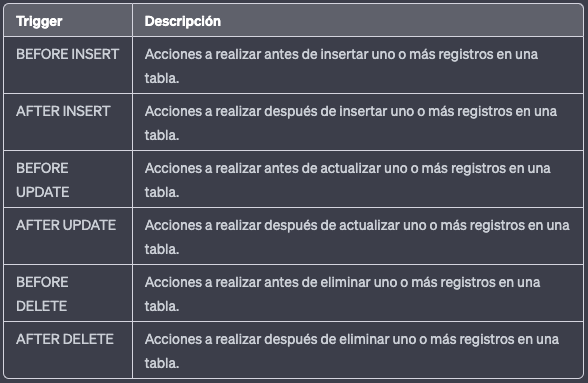 Trigger Descripción
BEFORE INSERT Acciones a realizar antes de insertar uno o más registros en una
tabla.
AFTER INSERT Acciones a realizar después de insertar uno o más registros en una
tabla.
BEFORE Acciones a realizar antes de actualizar uno o más registros en una
UPDATE tabla.
AFTER UPDATE Acciones a realizar después de actualizar uno o más registros en una
tabla.
BEFORE Acciones a realizar antes de eliminar uno o más registros en una
DELETE tabla.
AFTER DELETE Acciones a realizar después de eliminar uno o más registros en una
tabla.